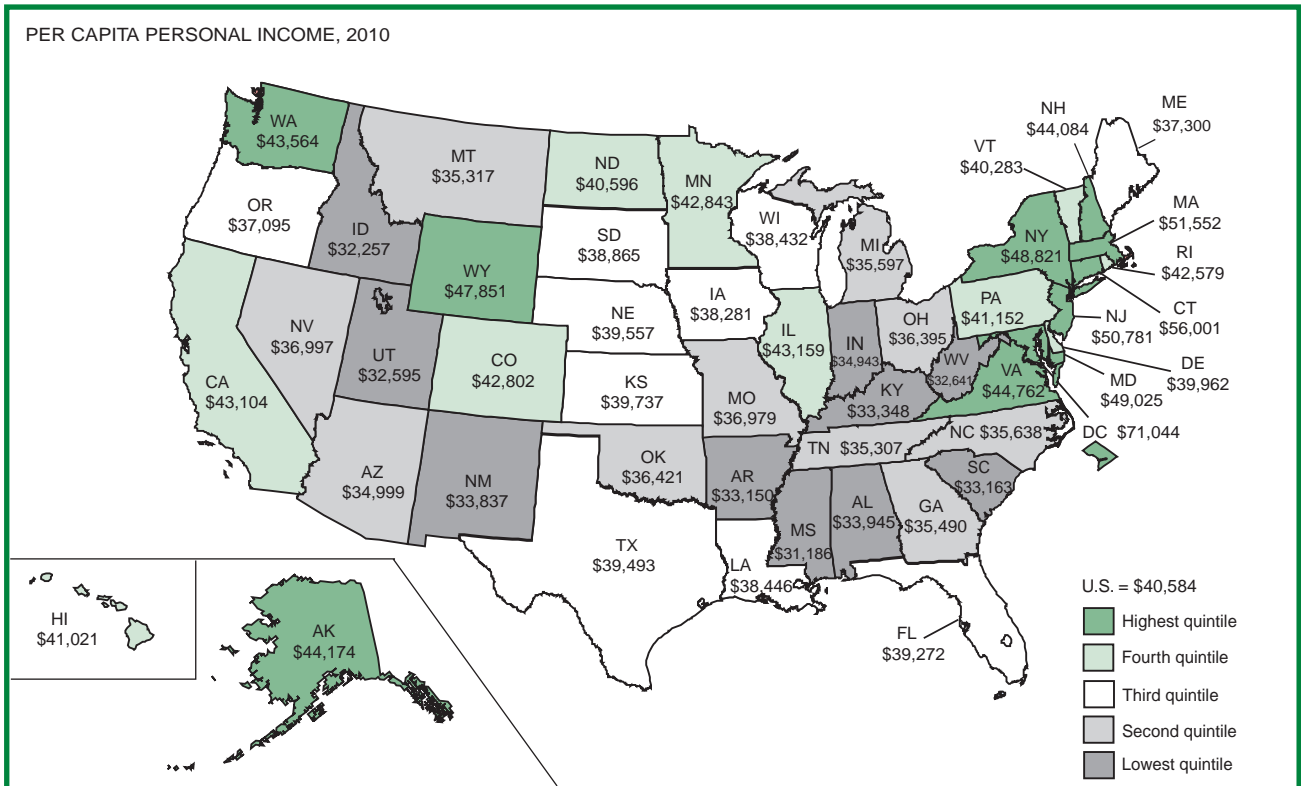 PER CAPITA PERSONAL INCOME, 2010
WA
$43,564
OR
$37,095
CA
$43,104
ID
$32,257
NV
$36,997
MT
$35,317
WY
$47,851
UT
$32,595
AZ
$34,999
CO
$42,802
NM
$33,837
ND
$40,596
SD
$38,865
NE
$39,557
KS
$39,737
OK
$36,421
TX
$39,493
MN
$42,843
IA
$38,281
MO
$36,979
AR
$33,150
LA
$38,446
WI
$38,432
IL
$43,159
MI
$35,597
IN
$34,943
OH
$36,395
KY
$33,348
WV
$32,641
TN $35,307
MS
$31,186
AL
$33,945
GA
$35,490
SC
$33,163
NC $35,638
VA
$44,762
PA
$41,152
NY
$48,821
VT
$40,283
NH
$44,084
ME
$37,300
MA
$51,552
RI
$42,579
CT
$56,001
NJ
$50,781
DE
$39,962
MD
$49,025
DC $71,044
FL
$39,272
HI
$41,021
AK
$44,174
U.S. = $40,584
Highest quintile
Fourth quintile
Third quintile
Second quintile
Lowest quintile